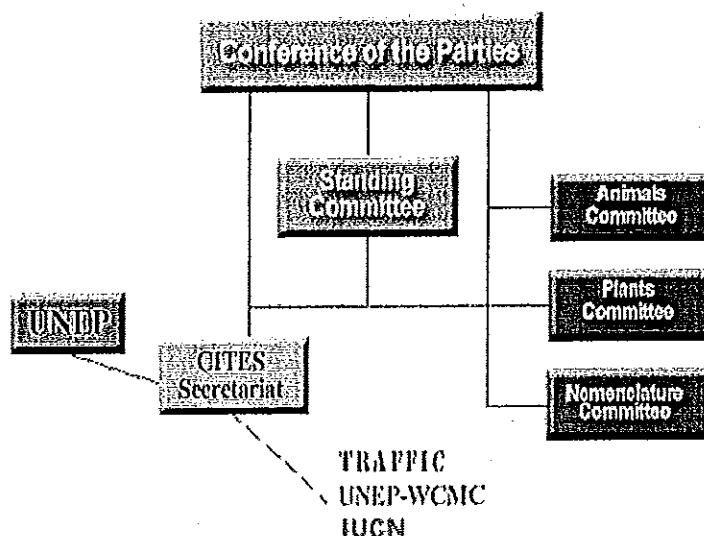 Conference of the Parties
Standing
Committee
Animals
Committee
Plants
Committee
UNEP
CITES
Secretariat
Nomenclature
Committee
TRAFFIC
UNEP-WCMC
IUCN